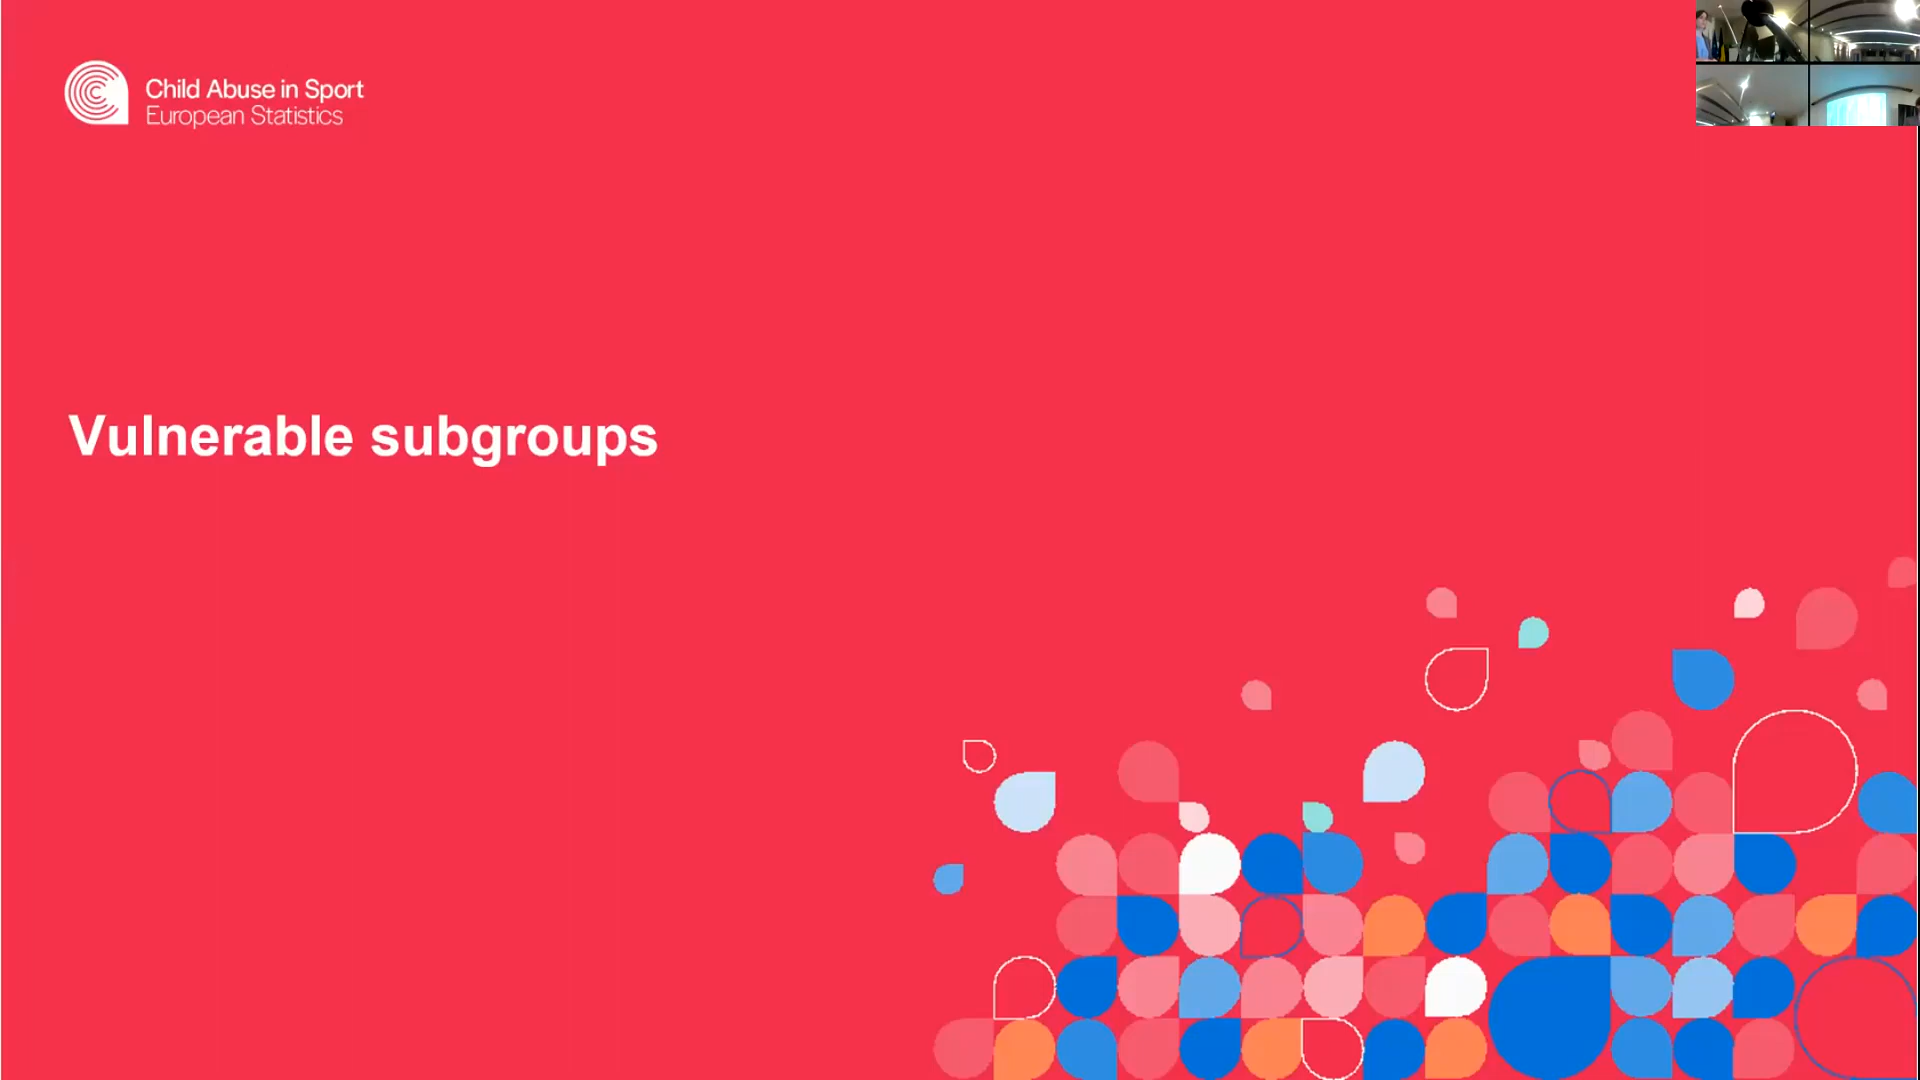 Child Abuse in Sport
European Statistics
Vulnerable subgroups